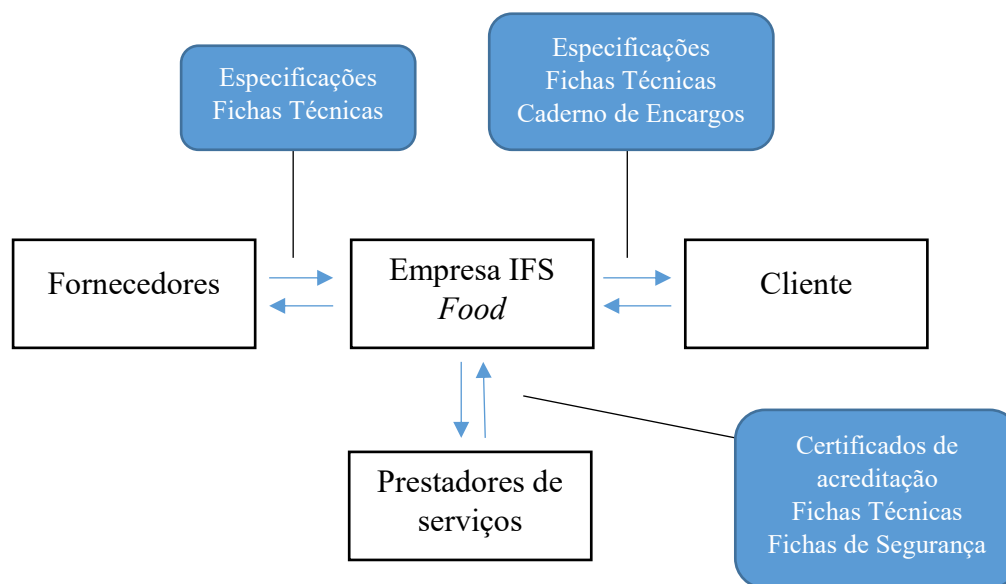 Especificações
Fichas Técnicas
Especificações
Fichas Técnicas
Caderno de Encargos
Fornecedores
Empresa IFS
Food
Cliente
Prestadores de
serviços
Certificados de
acreditação
Fichas Técnicas
Fichas de Segurança